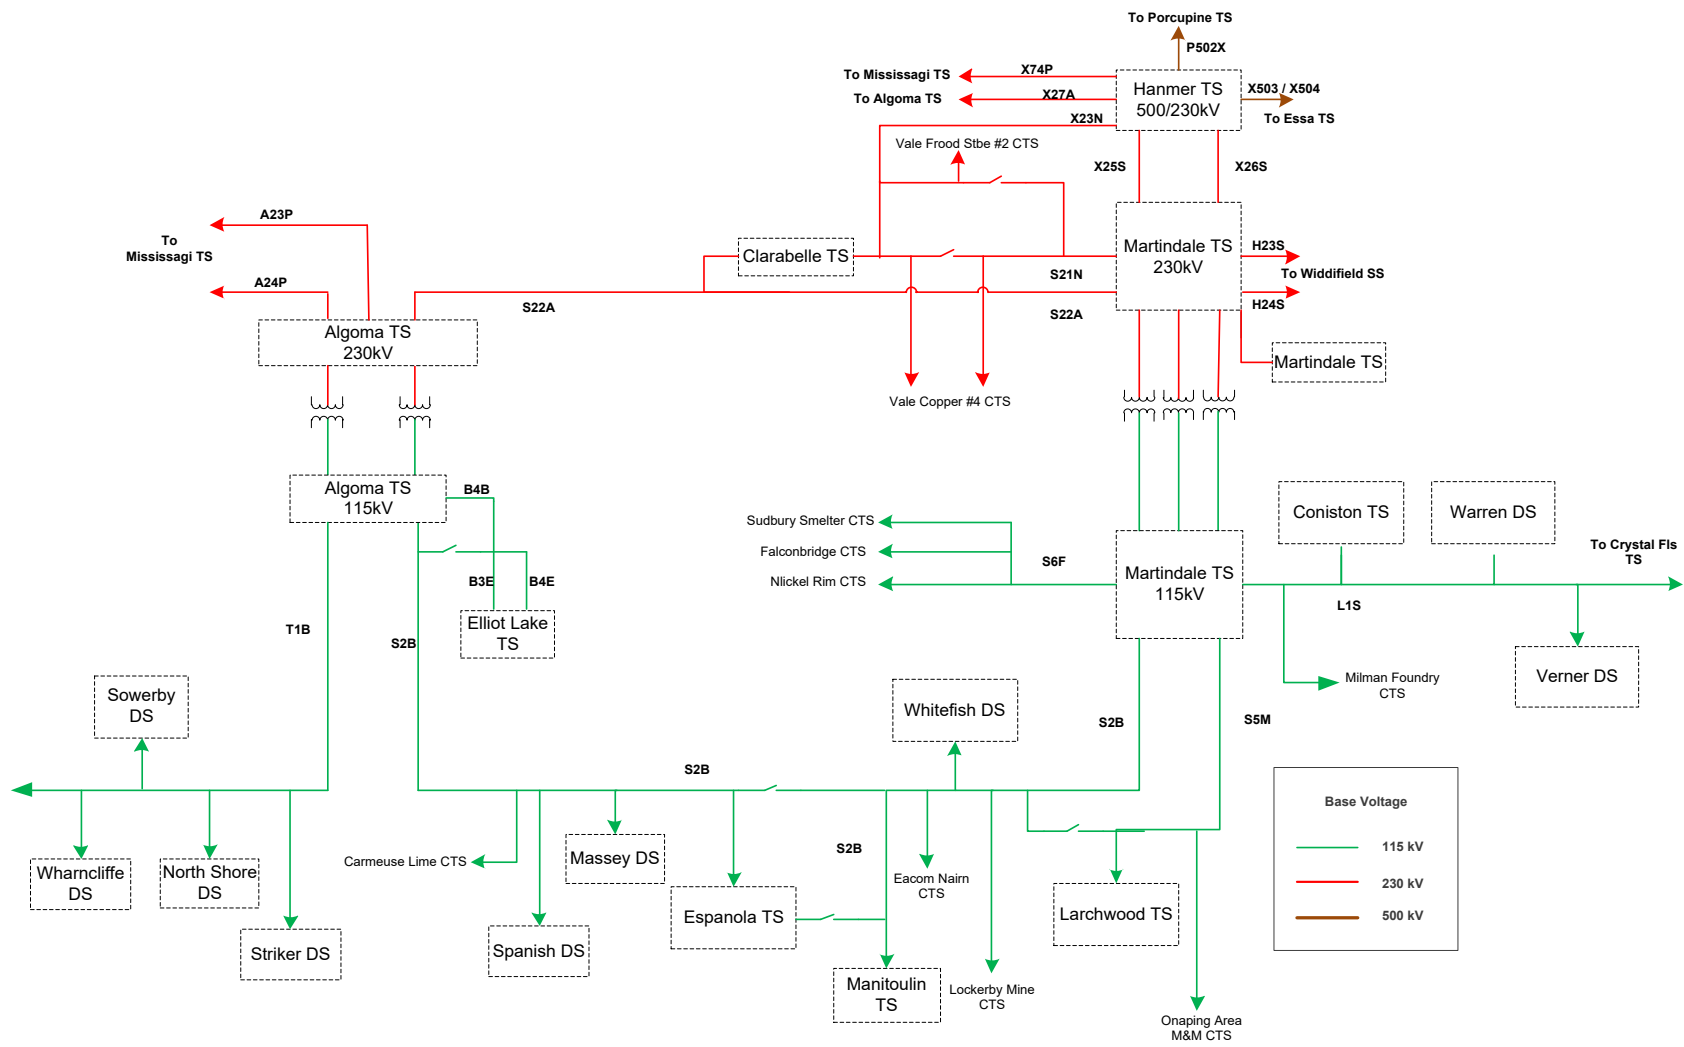 To Porcupine TS
P502X
To Mississagi TS
X74P
Hanmer TS
500/230kV
X503 / X504
To Algoma TS
X27A
To Essa TS
X23N
Vale Frood Stbe #2 CTS
X25S
X26S
A23P
To
Mississagi TS
A24P
Clarabelle TS
Martindale TS
230kV
H23S
To Widdifield SS
H24S
S21N
S22A
S22A
Algoma TS
230kV
Martindale TS
Vale Copper #4 CTS
Algoma TS
115kV
B4B
B3E
B4E
Elliot Lake
TS
Sudbury Smelter CTS
Falconbridge CTS
Nlickel Rim CTS
S6F
Martindale TS
115kV
Coniston TS
Warren DS
To Crystal Fls
TS
L1S
T1B
S2B
Sowerby
DS
Whitefish DS
S2B
S5M
Milman Foundry
CTS
Verner DS
S2B
Base Voltage
115 kV
230 kV
500 kV
Wharncliffe
DS
North Shore
DS
Striker DS
Carmeuse Lime CTS
Massey DS
Spanish DS
Espanola TS
S2B
Eacom Nairn
CTS
Larchwood TS
Manitoulin
TS
Lockerby Mine
CTS
Onaping Area
M&M CTS